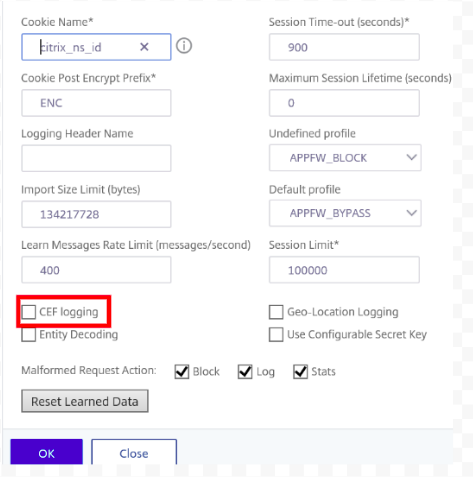 Cookie Name*
Session Time-out (seconds)*
citrix_ns_id
900
Cookie Post Encrypt Prefix*
Maximum Session Lifetime (seconds)
ENC
0
Logging Header Name
Undefined profile
APPFW_BLOCK
Import Size Limit (bytes)
Default profile
134217728
APPFW_BYPASS
Learn Messages Rate Limit (messages/second)
Session Limit*
400
100000
CEF logging
Geo-Location Logging
Entity Decoding
Use Configurable Secret Key
Malformed Request Action:
Block
Log
Stats
Reset Learned Data
OK
Close